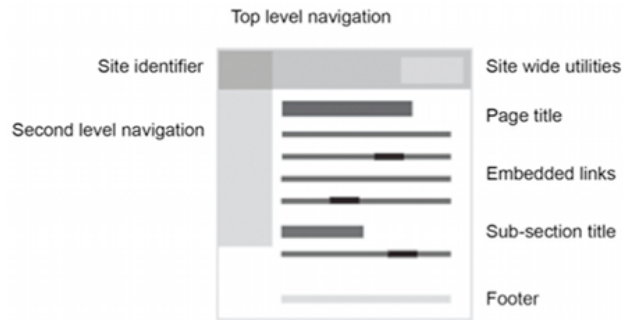 Top level navigation
Site identifier
Site wide utilities
Page title
Second level navigation
Embedded links
Sub-section title
Footer